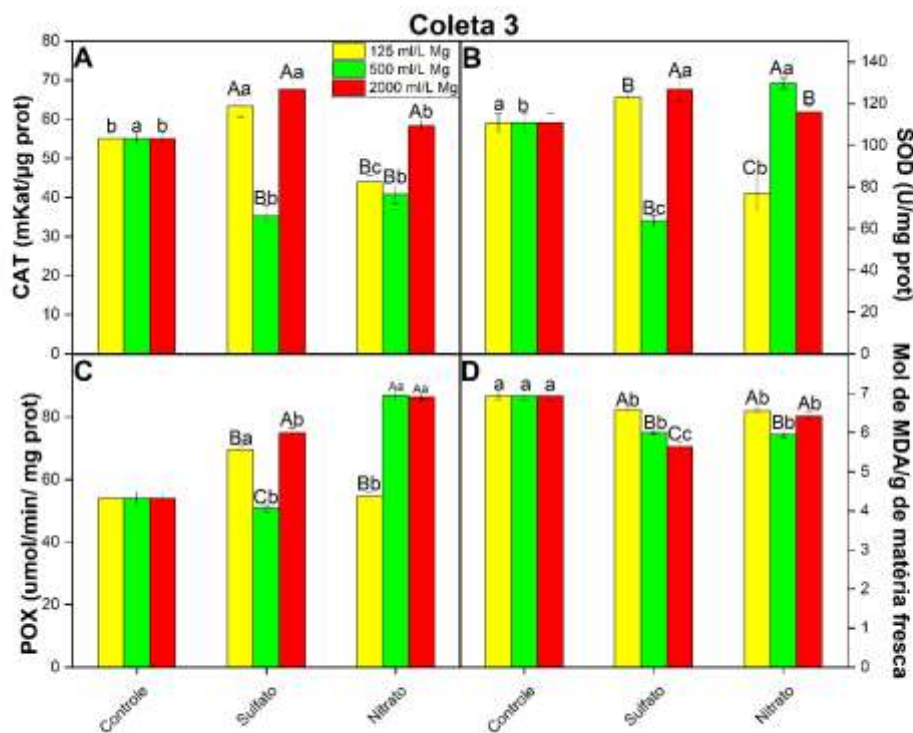 Coleta 3
A
B
125 ml/L Mg
500 ml/L Mg
2000 ml/L Mg
CAT (mKat/µg prot)
80
70
60
50
40
30
20
10
0
b a b
Aa Bb Aa
Bc Bb Ab
SOD (U/mg prot)
140
120
100
80
60
40
20
0
a b
B Bc Aa
Cb Aa B
C
D
POX (umol/min/ mg prot)
80
60
40
20
0
Ba Cb Ab
Bb Aa Aa
Mol de MDA/g de matéria fresca
7
6
5
4
3
2
1
0
a a a
Ab Bb Cc
Ab Bb Ab
Controle
Sulfato
Nitrato
Controle
Sulfato
Nitrato